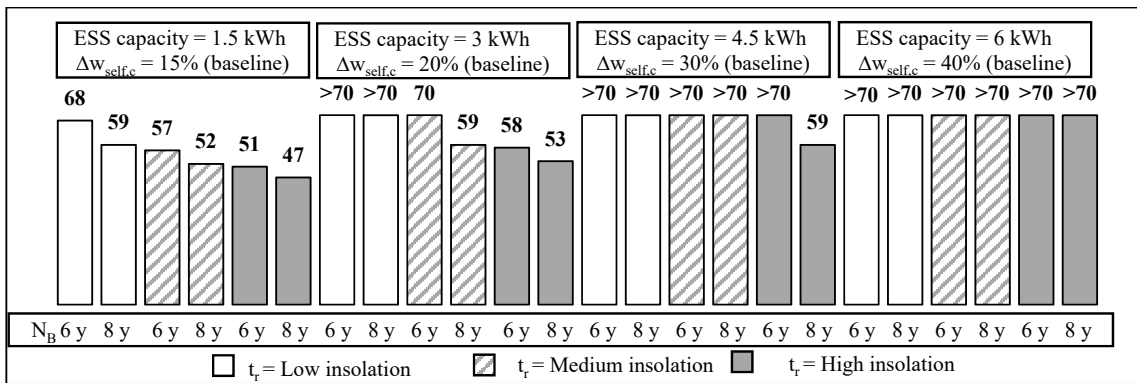 ESS capacity = 1.5 kWh
Δw_self,c = 15% (baseline)
ESS capacity = 3 kWh
Δw_self,c = 20% (baseline)
ESS capacity = 4.5 kWh
Δw_self,c = 30% (baseline)
ESS capacity = 6 kWh
Δw_self,c = 40% (baseline)
68 59 57 52 51 47 >70 >70 70 59 58 53 >70 >70 >70 >70 >70 59 >70 >70 >70 >70 >70 >70
N_B 6 y 8 y 6 y 8 y 6 y 8 y 6 y 8 y 6 y 8 y 6 y 8 y 6 y 8 y 6 y 8 y 6 y 8 y 6 y 8 y 6 y 8 y 6 y 8 y
t_r = Low insolation t_r = Medium insolation t_r = High insolation